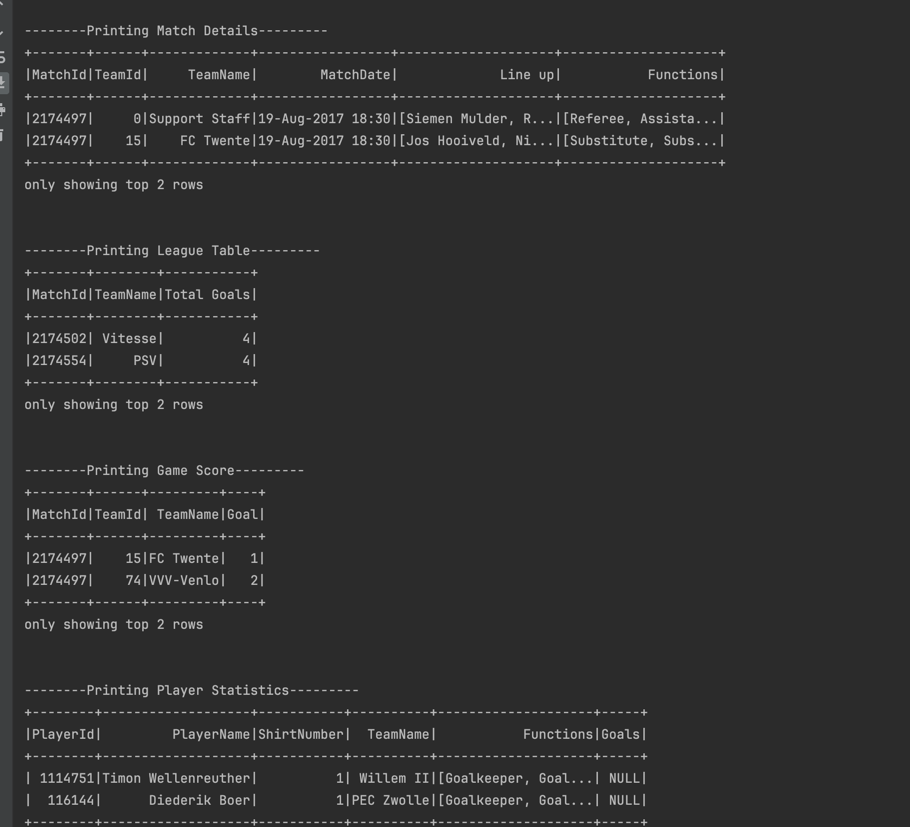 --------Printing Match Details---------
+-------+------+-------------+-----------------+--------------------+--------------------+
|MatchId|TeamId|     TeamName|        MatchDate|             Line up|           Functions|
+-------+------+-------------+-----------------+--------------------+--------------------+
|2174497|     0|Support Staff|19-Aug-2017 18:30|[Siemen Mulder, R...|[Referee, Assista...|
|2174497|    15|    FC Twente|19-Aug-2017 18:30|[Jos Hooiveld, Ni...|[Substitute, Subs...|
+-------+------+-------------+-----------------+--------------------+--------------------+
only showing top 2 rows
--------Printing League Table---------
+-------+--------+-----------+
|MatchId|TeamName|Total Goals|
+-------+--------+-----------+
|2174502| Vitesse|          4|
|2174554|     PSV|          4|
+-------+--------+-----------+
only showing top 2 rows
--------Printing Game Score---------
+-------+------+---------+----+
|MatchId|TeamId| TeamName|Goal|
+-------+------+---------+----+
|2174497|    15|FC Twente|   1|
|2174497|    74|VVV-Venlo|   2|
+-------+------+---------+----+
only showing top 2 rows
--------Printing Player Statistics---------
+--------+------------------+-----------+----------+--------------------+-----+
|PlayerId|        PlayerName|ShirtNumber|  TeamName|           Functions|Goals|
+--------+------------------+-----------+----------+--------------------+-----+
| 1114751|Timon Wellenreuther|          1| Willem II|[Goalkeeper, Goal...| NULL|
|  116144|      Diederik Boer|          1|PEC Zwolle|[Goalkeeper, Goal...| NULL|
+--------+------------------+-----------+----------+--------------------+-----+